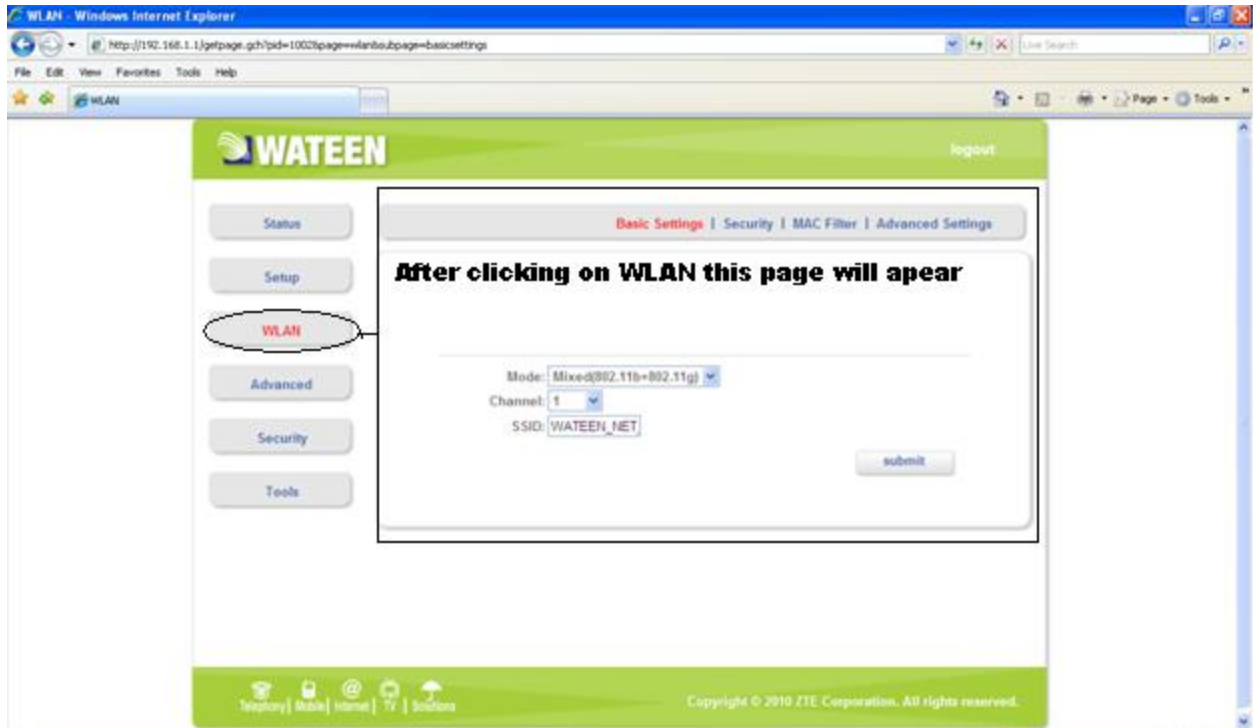 WLAN - Windows Internet Explorer
http://192.168.1.1/getpage.gch?pid=1002&page=wlan&subpage=basicsettings
Live Search
File Edit View Favorites Tools Help
WLAN
Page Tools
WATEEN
logout
Status
Basic Settings | Security | MAC Filter | Advanced Settings
Setup
After clicking on WLAN this page will apear
WLAN
Mode: Mixed(802.11b+802.11g)
Advanced
Channel: 1
SSID: WATEEN_NET
Security
submit
Tools
Telephony | Mobile | Internet | TV | Solutions
Copyright © 2010 ZTE Corporation. All rights reserved.